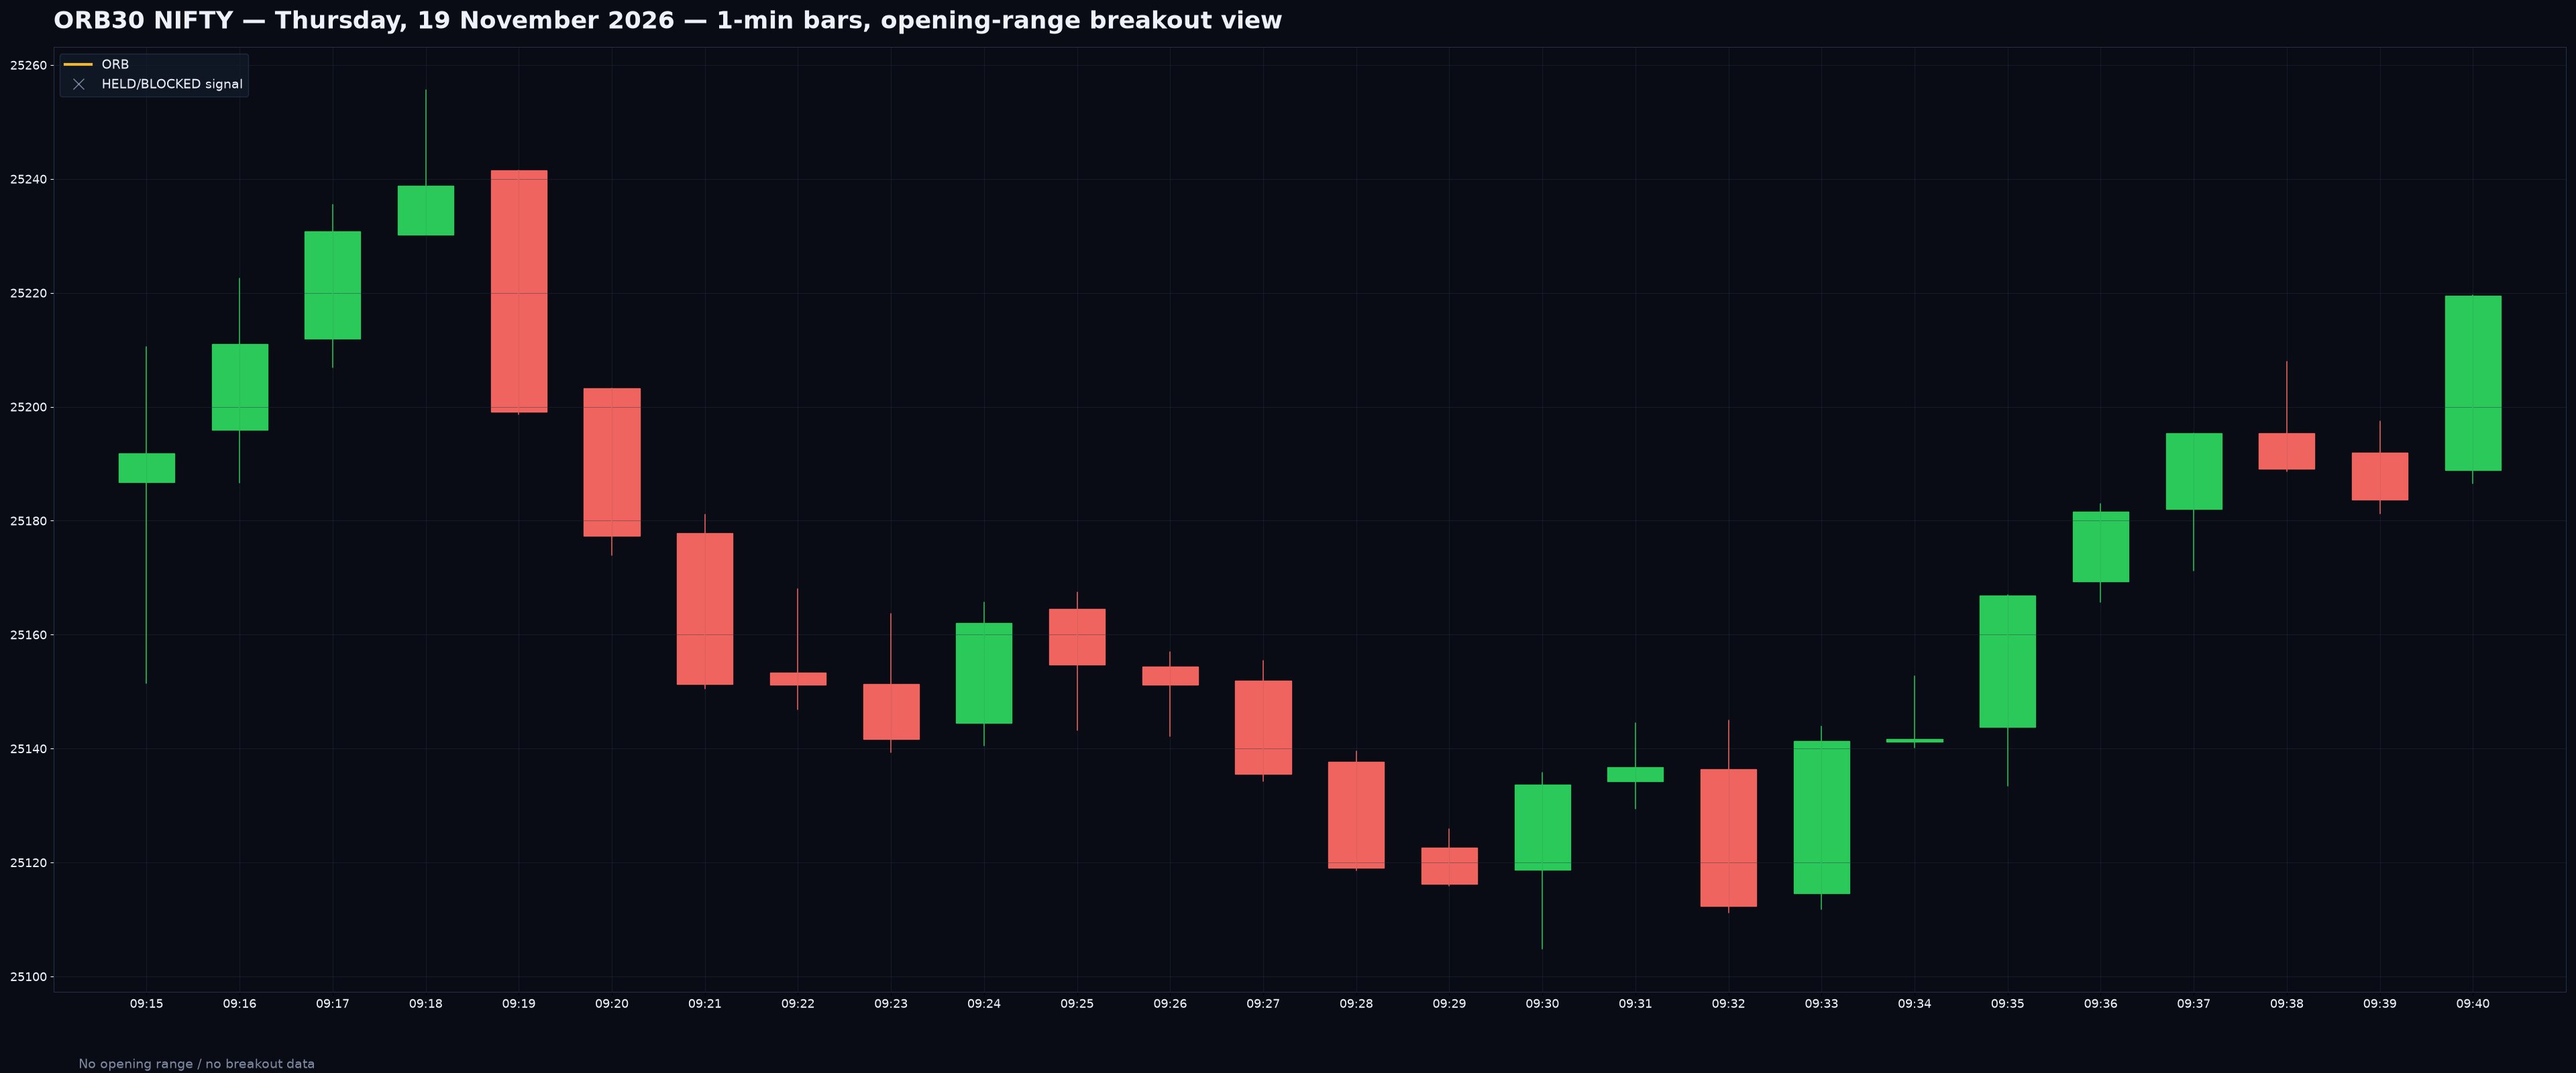 ORB30 NIFTY — Thursday, 19 November 2026 — 1-min bars, opening-range breakout view
ORB
HELD/BLOCKED signal
25260
25240
25220
25200
25180
25160
25140
25120
25100
09:15 09:16 09:17 09:18 09:19 09:20 09:21 09:22 09:23 09:24 09:25 09:26 09:27 09:28 09:29 09:30 09:31 09:32 09:33 09:34 09:35 09:36 09:37 09:38 09:39 09:40
No opening range / no breakout data